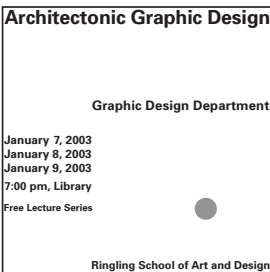 Architectonic Graphic Design
Graphic Design Department
January 7, 2003
January 8, 2003
January 9, 2003
7:00 pm, Library
Free Lecture Series
Ringling School of Art and Design